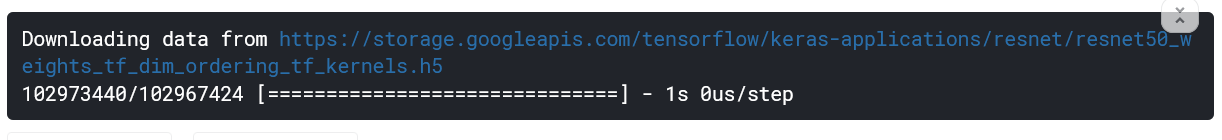 Downloading data from https://storage.googleapis.com/tensorflow/keras-applications/resnet/resnet50_w
eights_tf_dim_ordering_tf_kernels.h5
102973440/102967424 [==============================] - 1s 0us/step